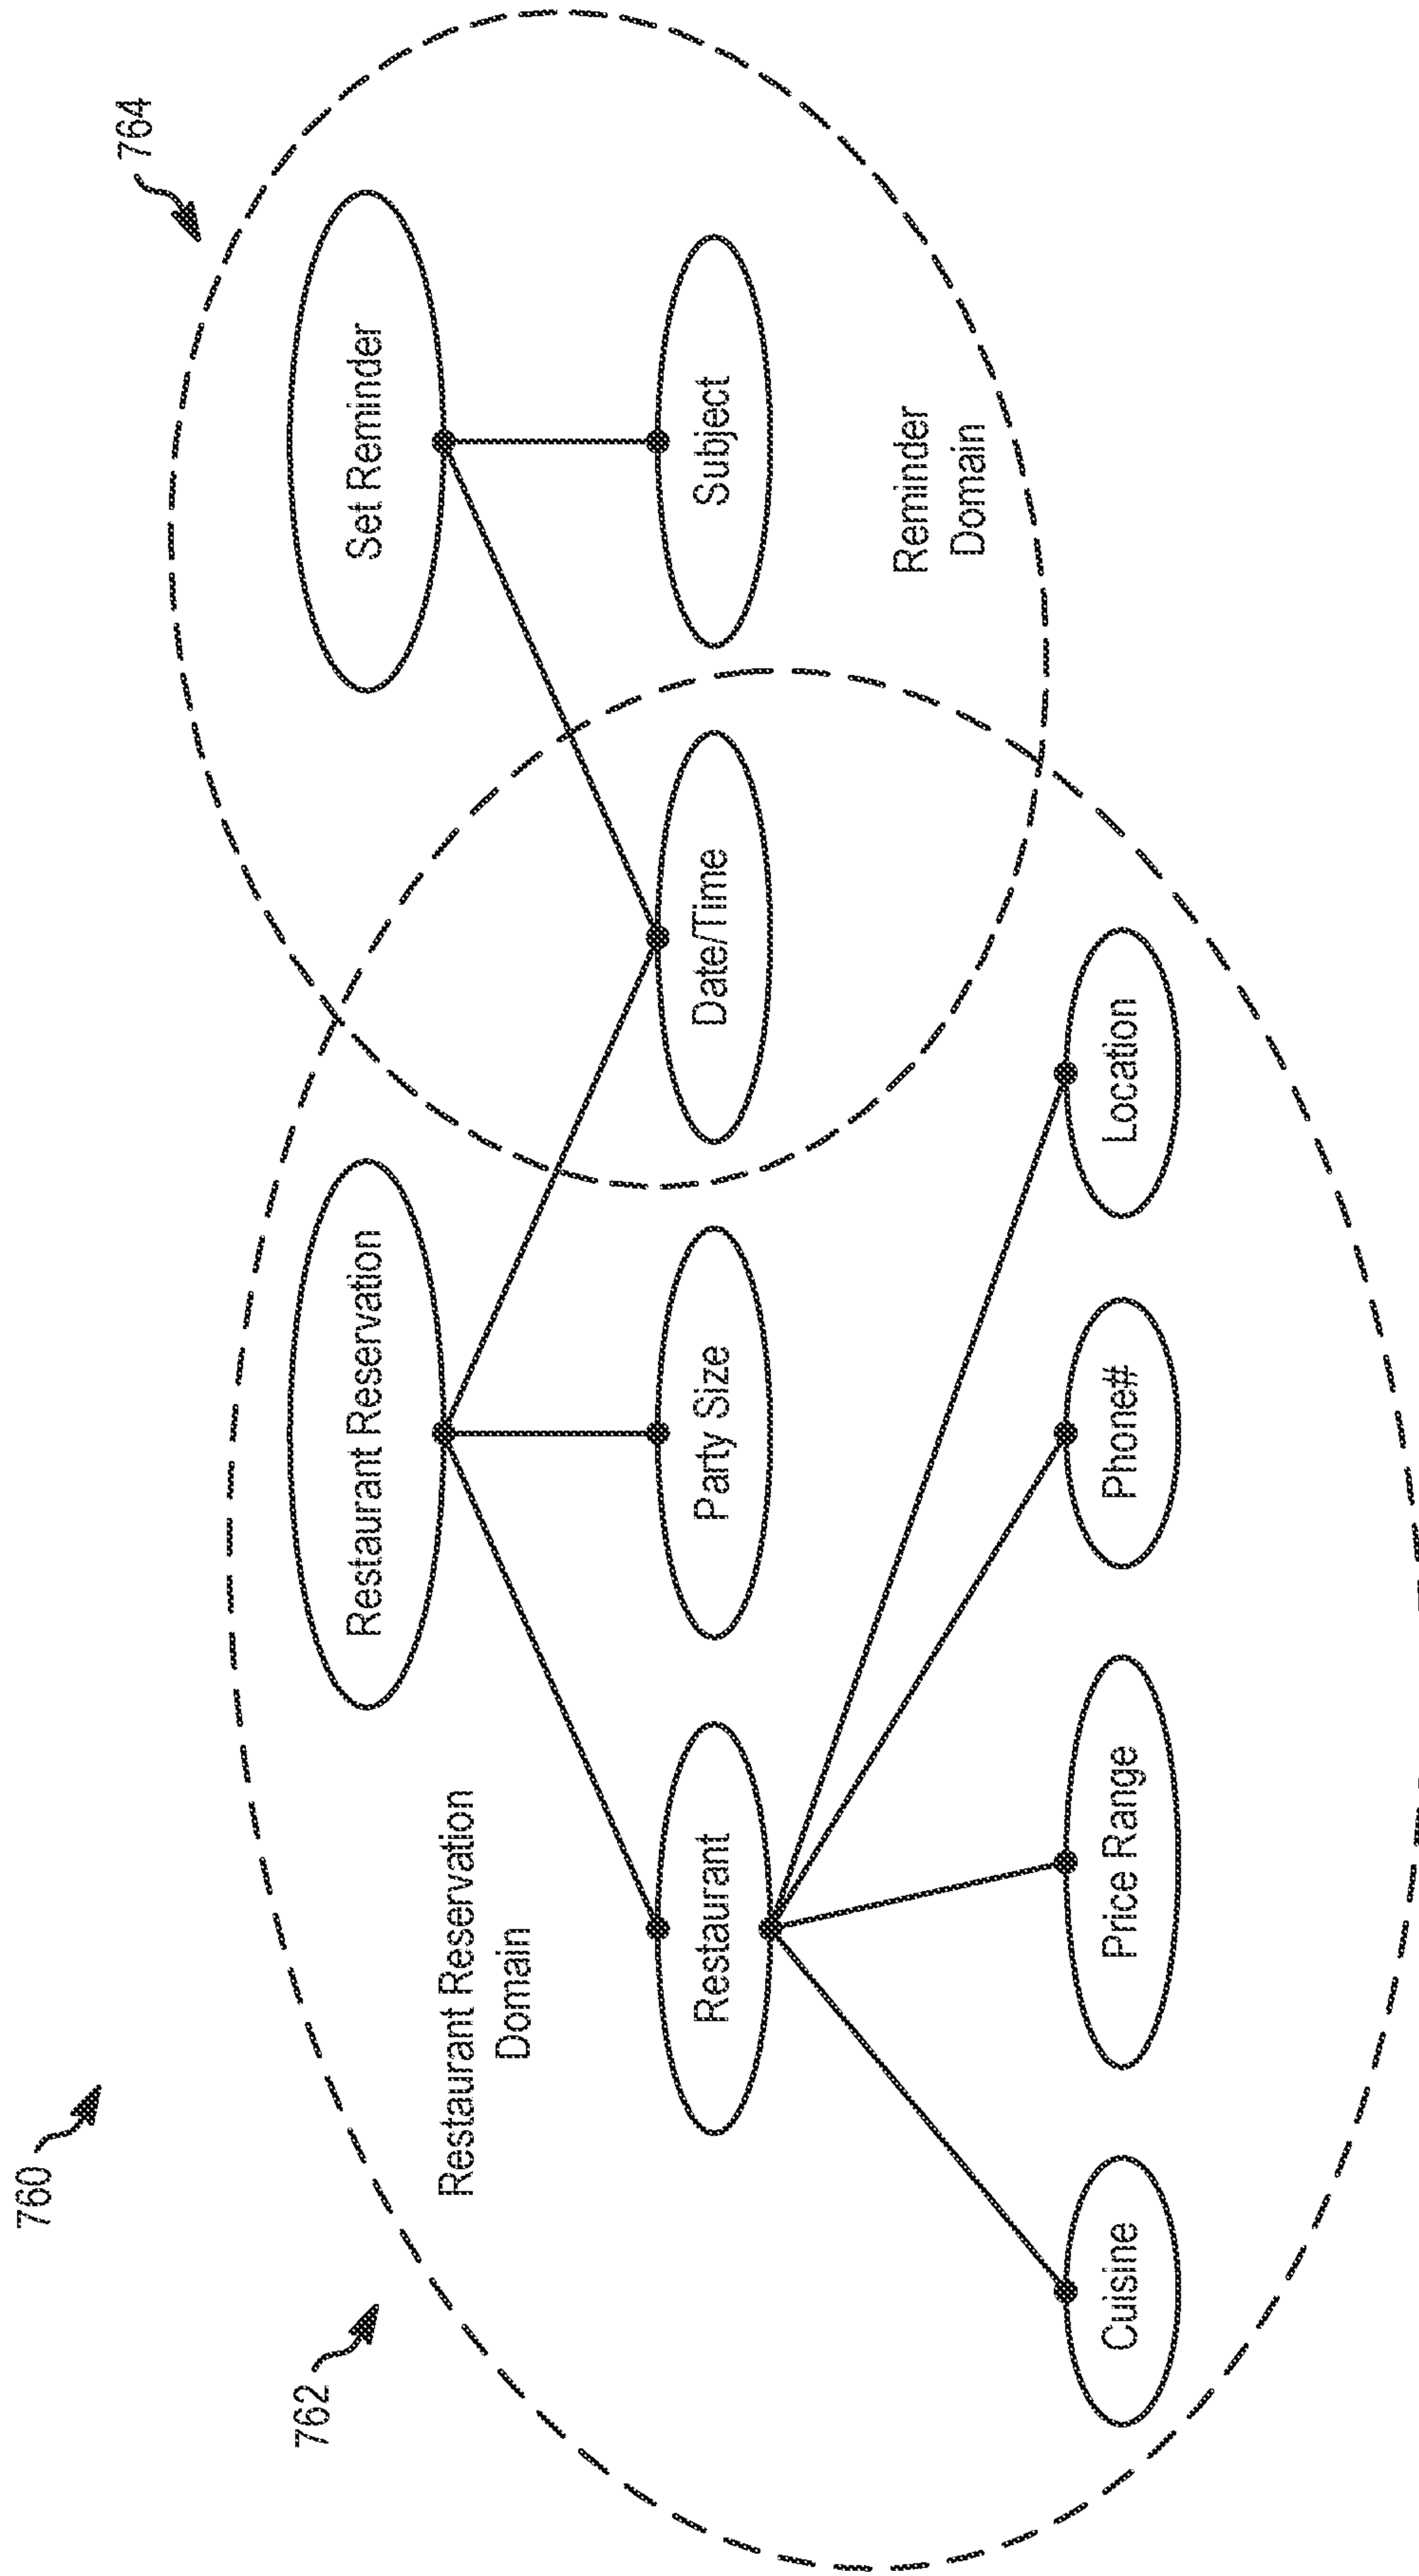 760
764
762
Restaurant Reservation
Set Reminder
Restaurant Reservation
Domain
Restaurant
Party Size
Date/Time
Subject
Reminder
Domain
Cuisine
Price Range
Phone#
Location